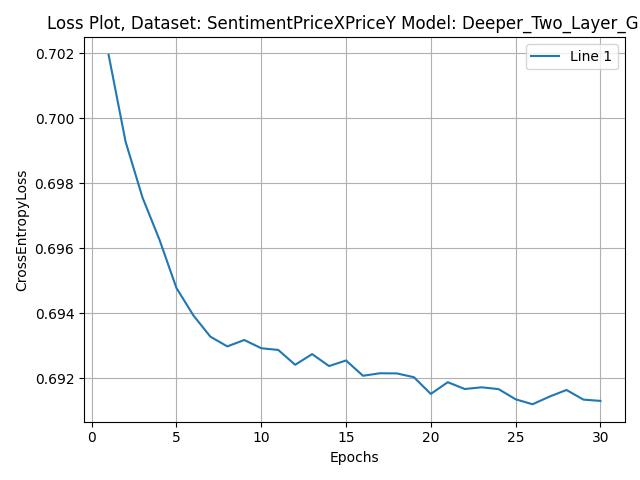 Loss Plot, Dataset: SentimentPriceXPriceY Model: Deeper_Two_Layer_G
Line 1
0.702
0.700
0.698
0.696
0.694
0.692
CrossEntropyLoss
0 5 10 15 20 25 30
Epochs